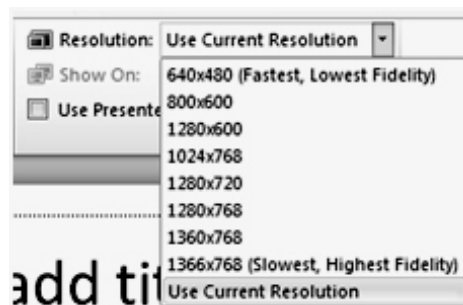 Resolution: Use Current Resolution
Show On: 640x480 (Fastest, Lowest Fidelity)
Use Presente 800x600
1280x600
1024x768
1280x720
1280x768
1360x768
1366x768 (Slowest, Highest Fidelity)
Use Current Resolution
add tit